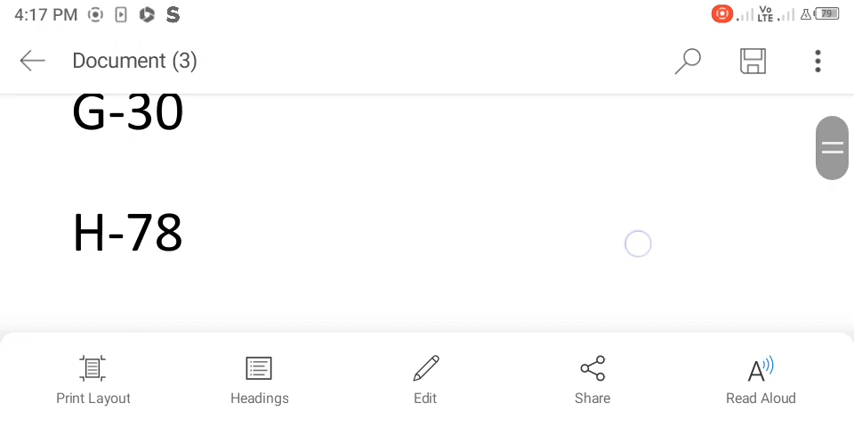 4:17 PM S Vo LTE 79
Document (3)
G-30
H-78
Print Layout Headings Edit Share Read Aloud